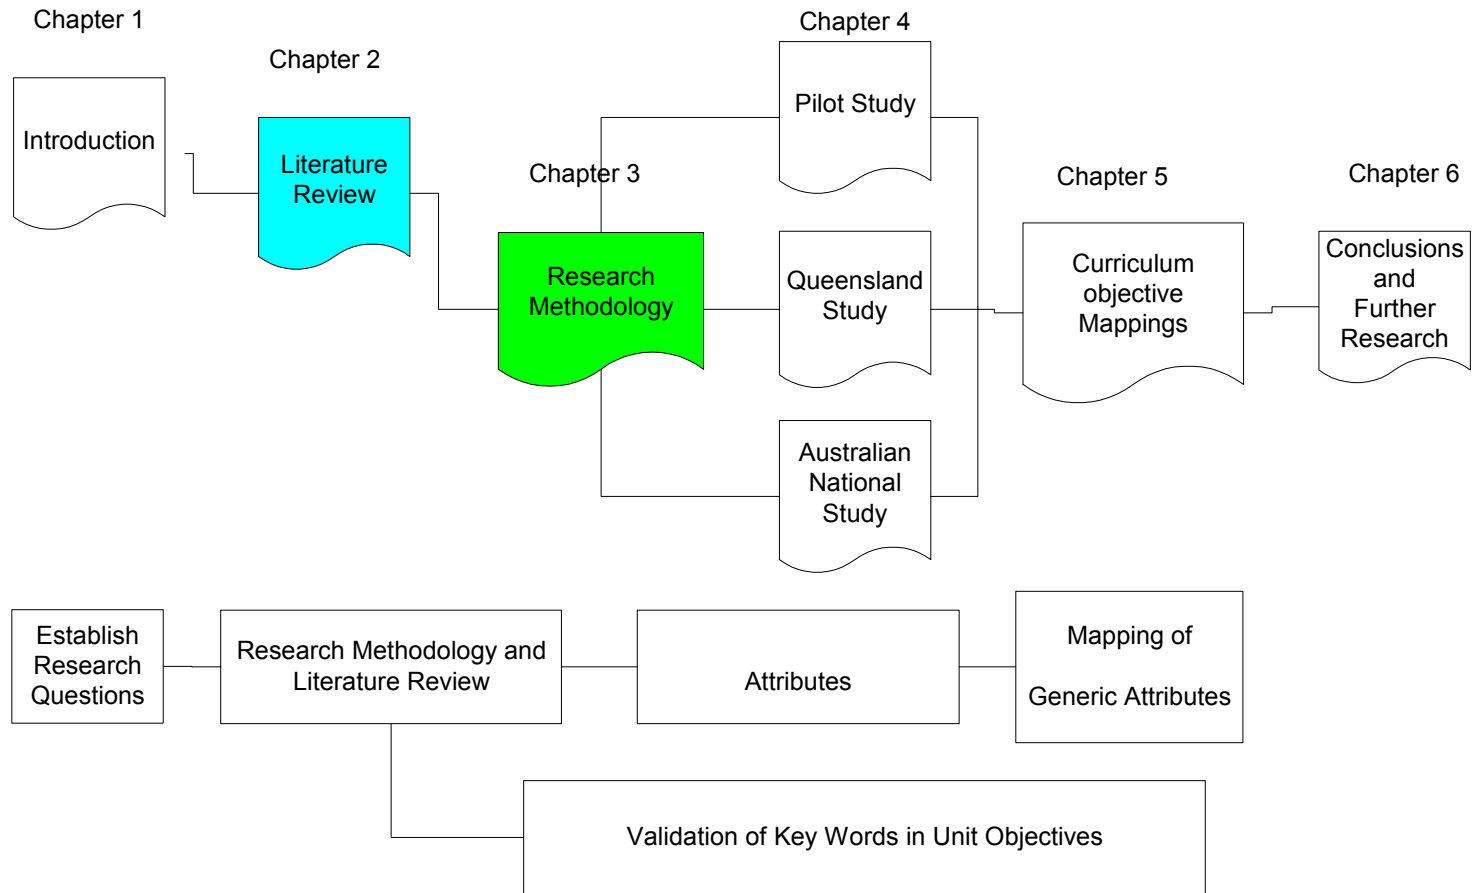 Chapter 1
Introduction
Chapter 2
Literature
Review
Chapter 3
Research
Methodology
Chapter 4
Pilot Study
Queensland
Study
Australian
National
Study
Chapter 5
Curriculum
objective
Mappings
Chapter 6
Conclusions
and
Further
Research
Establish
Research
Questions
Research Methodology and
Literature Review
Attributes
Mapping of
Generic Attributes
Validation of Key Words in Unit Objectives